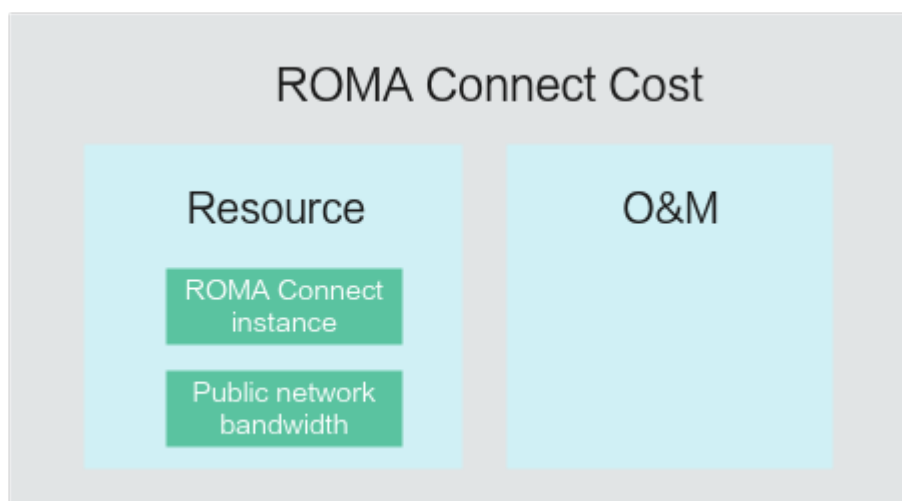 ROMA Connect Cost
Resource
ROMA Connect
instance
Public network
bandwidth
O&M